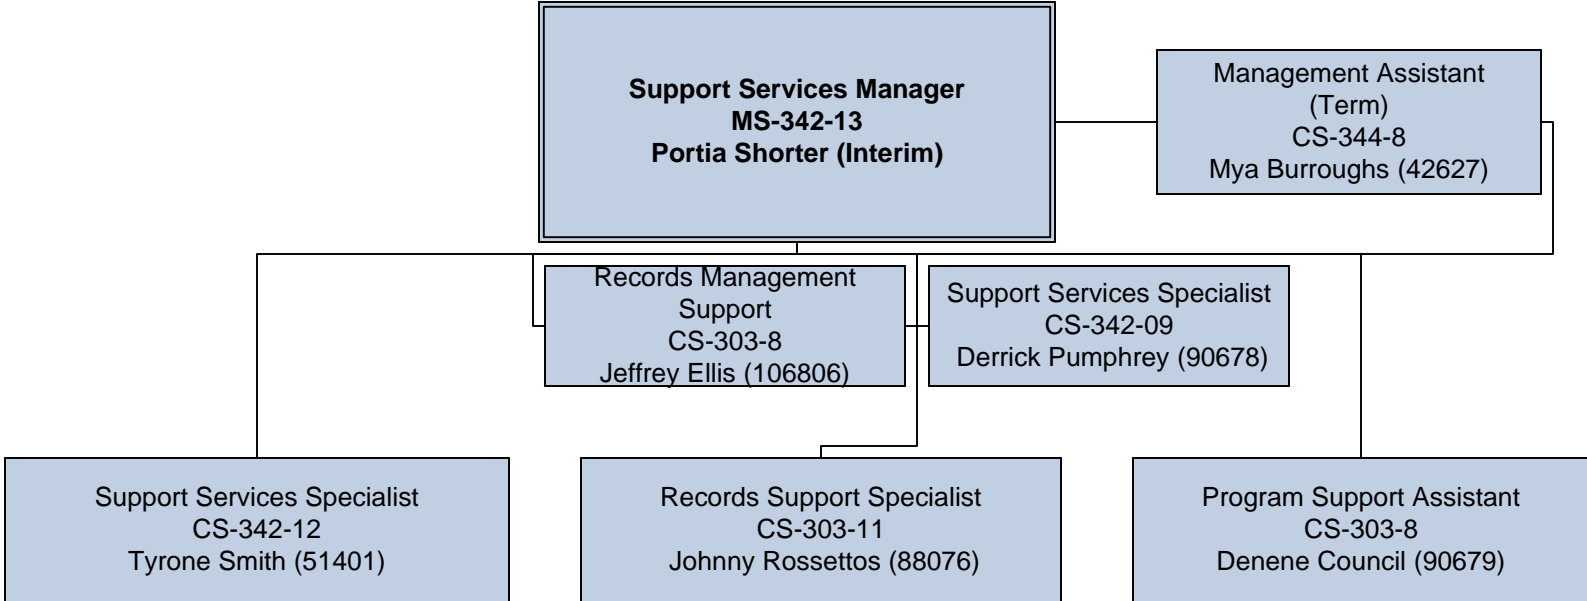 Support Services Manager
MS-342-13
Portia Shorter (Interim)
Management Assistant
(Term)
CS-344-8
Mya Burroughs (42627)
Records Management
Support
CS-303-8
Jeffrey Ellis (106806)
Support Services Specialist
CS-342-09
Derrick Pumphrey (90678)
Support Services Specialist
CS-342-12
Tyrone Smith (51401)
Records Support Specialist
CS-303-11
Johnny Rossettos (88076)
Program Support Assistant
CS-303-8
Denene Council (90679)